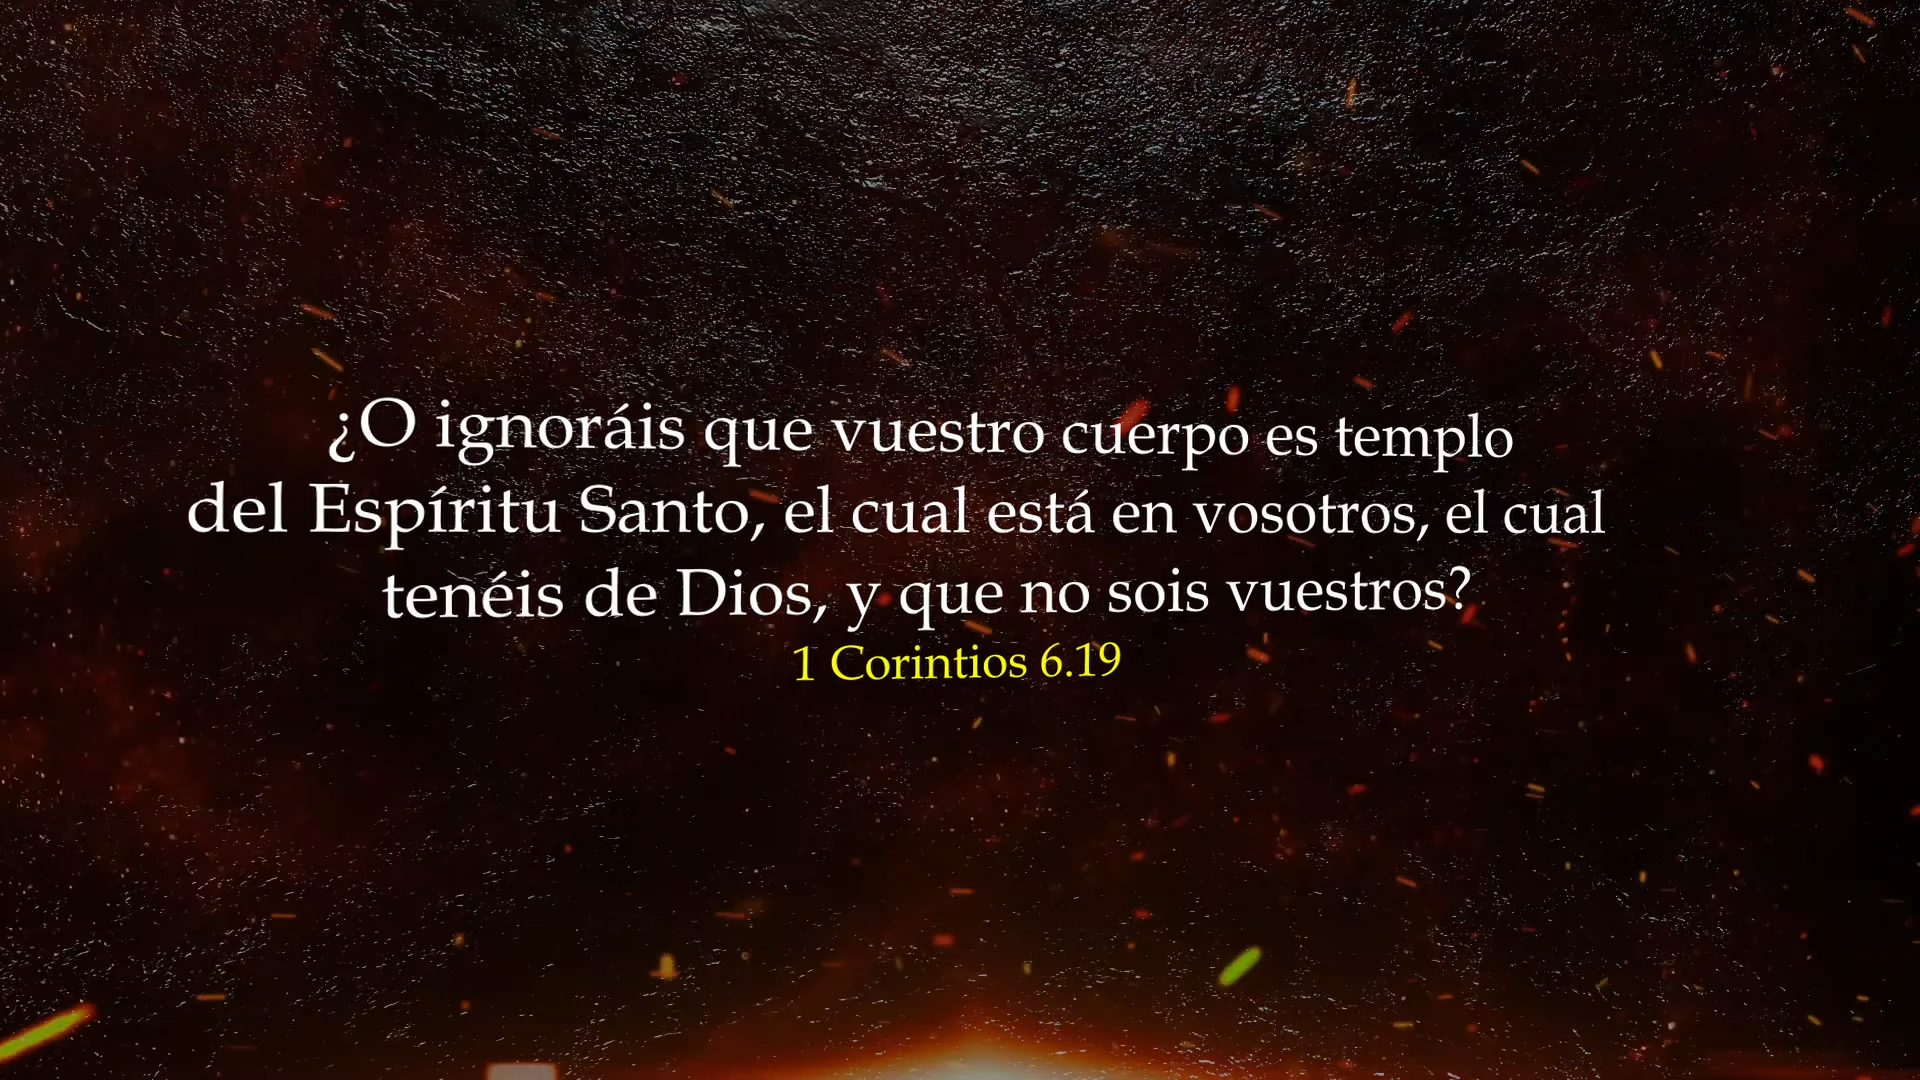 ¿O ignoráis que vuestro cuerpo es templo
del Espíritu Santo, el cual está en vosotros, el cual
tenéis de Dios, y que no sois vuestros?
1 Corintios 6.19